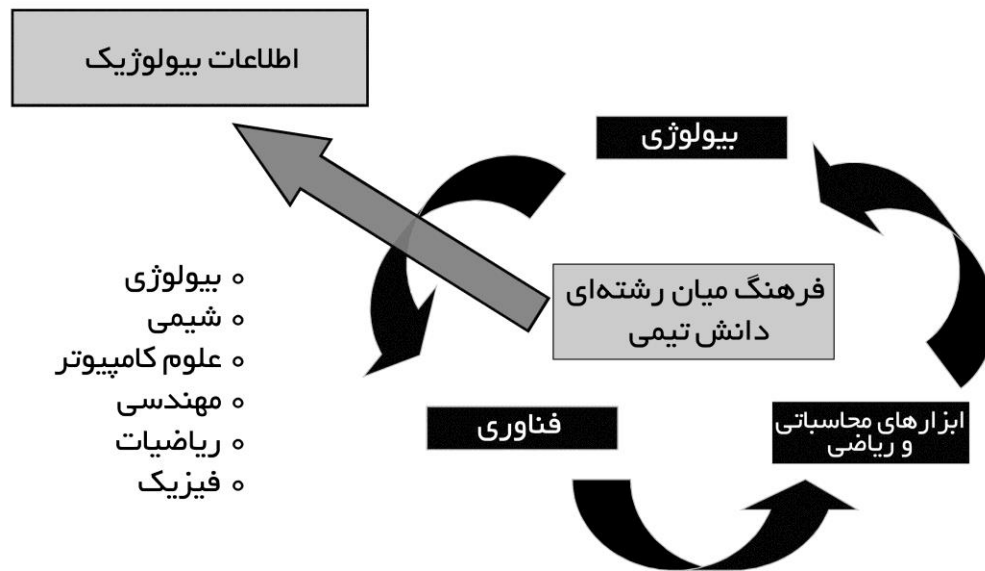 اطلاعات بیولوژیک
بیولوژی
فرهنگ میان رشته‌ای
دانش تیمی
ابزارهای محاسباتی
و ریاضی
فناوری
○ بیولوژی
○ شیمی
○ علوم کامپیوتر
○ مهندسی
○ ریاضیات
○ فیزیک